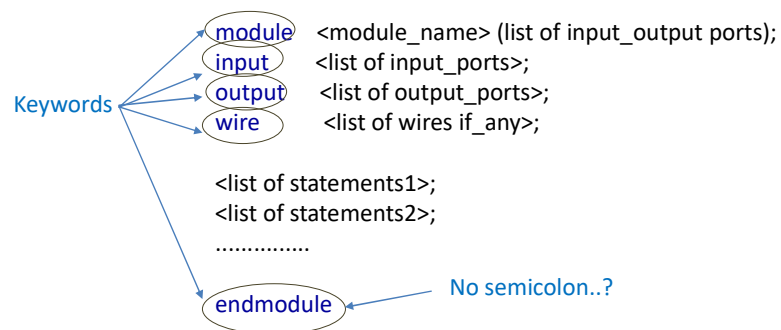 module <module_name> (list of input_output ports);
input <list of input_ports>;
output <list of output_ports>;
Keywords
wire <list of wires if_any>;
<list of statements1>;
<list of statements2>;
...............
No semicolon..?
endmodule